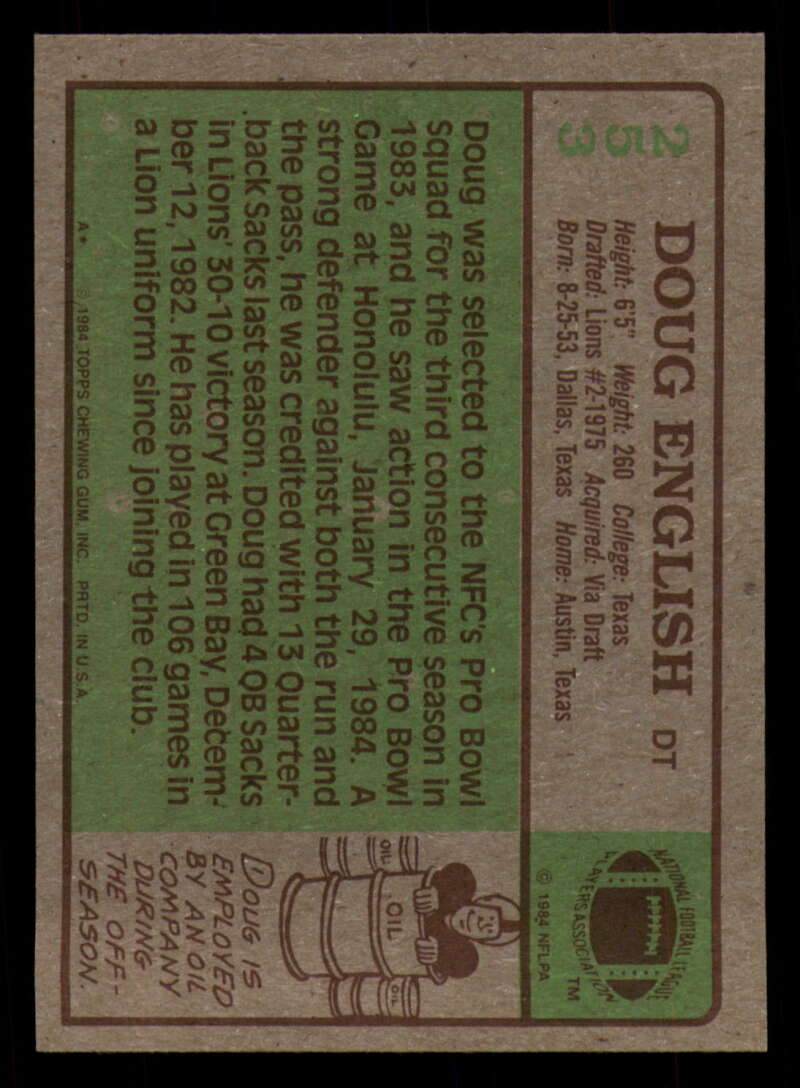 253
DOUG ENGLISH DT
Height: 6'5" Weight: 260 College: Texas
Drafted: Lions #2-1975 Acquired: Via Draft
Born: 8-25-53, Dallas, Texas Home: Austin, Texas
NATIONAL FOOTBALL LEAGUE
PLAYERS ASSOCIATION
TM
© 1984 NFLPA
Doug was selected to the NFC's Pro Bowl
Squad for the third consecutive season in
1983, and he saw action in the Pro Bowl
Game at Honolulu, January 29, 1984. A
strong defender against both the run and
the pass, he was credited with 13 Quarter-
back Sacks last season. Doug had 4 QB Sacks
in Lions' 30-10 victory at Green Bay, Decem-
ber 12, 1982. He has played in 106 games in
a Lion uniform since joining the club.
OIL
OIL
OIL
DOUG IS
EMPLOYED
BY AN OIL
COMPANY
DURING
THE OFF-
SEASON.
A* © 1984 TOPPS CHEWING GUM, INC. PRTD. IN U.S.A.